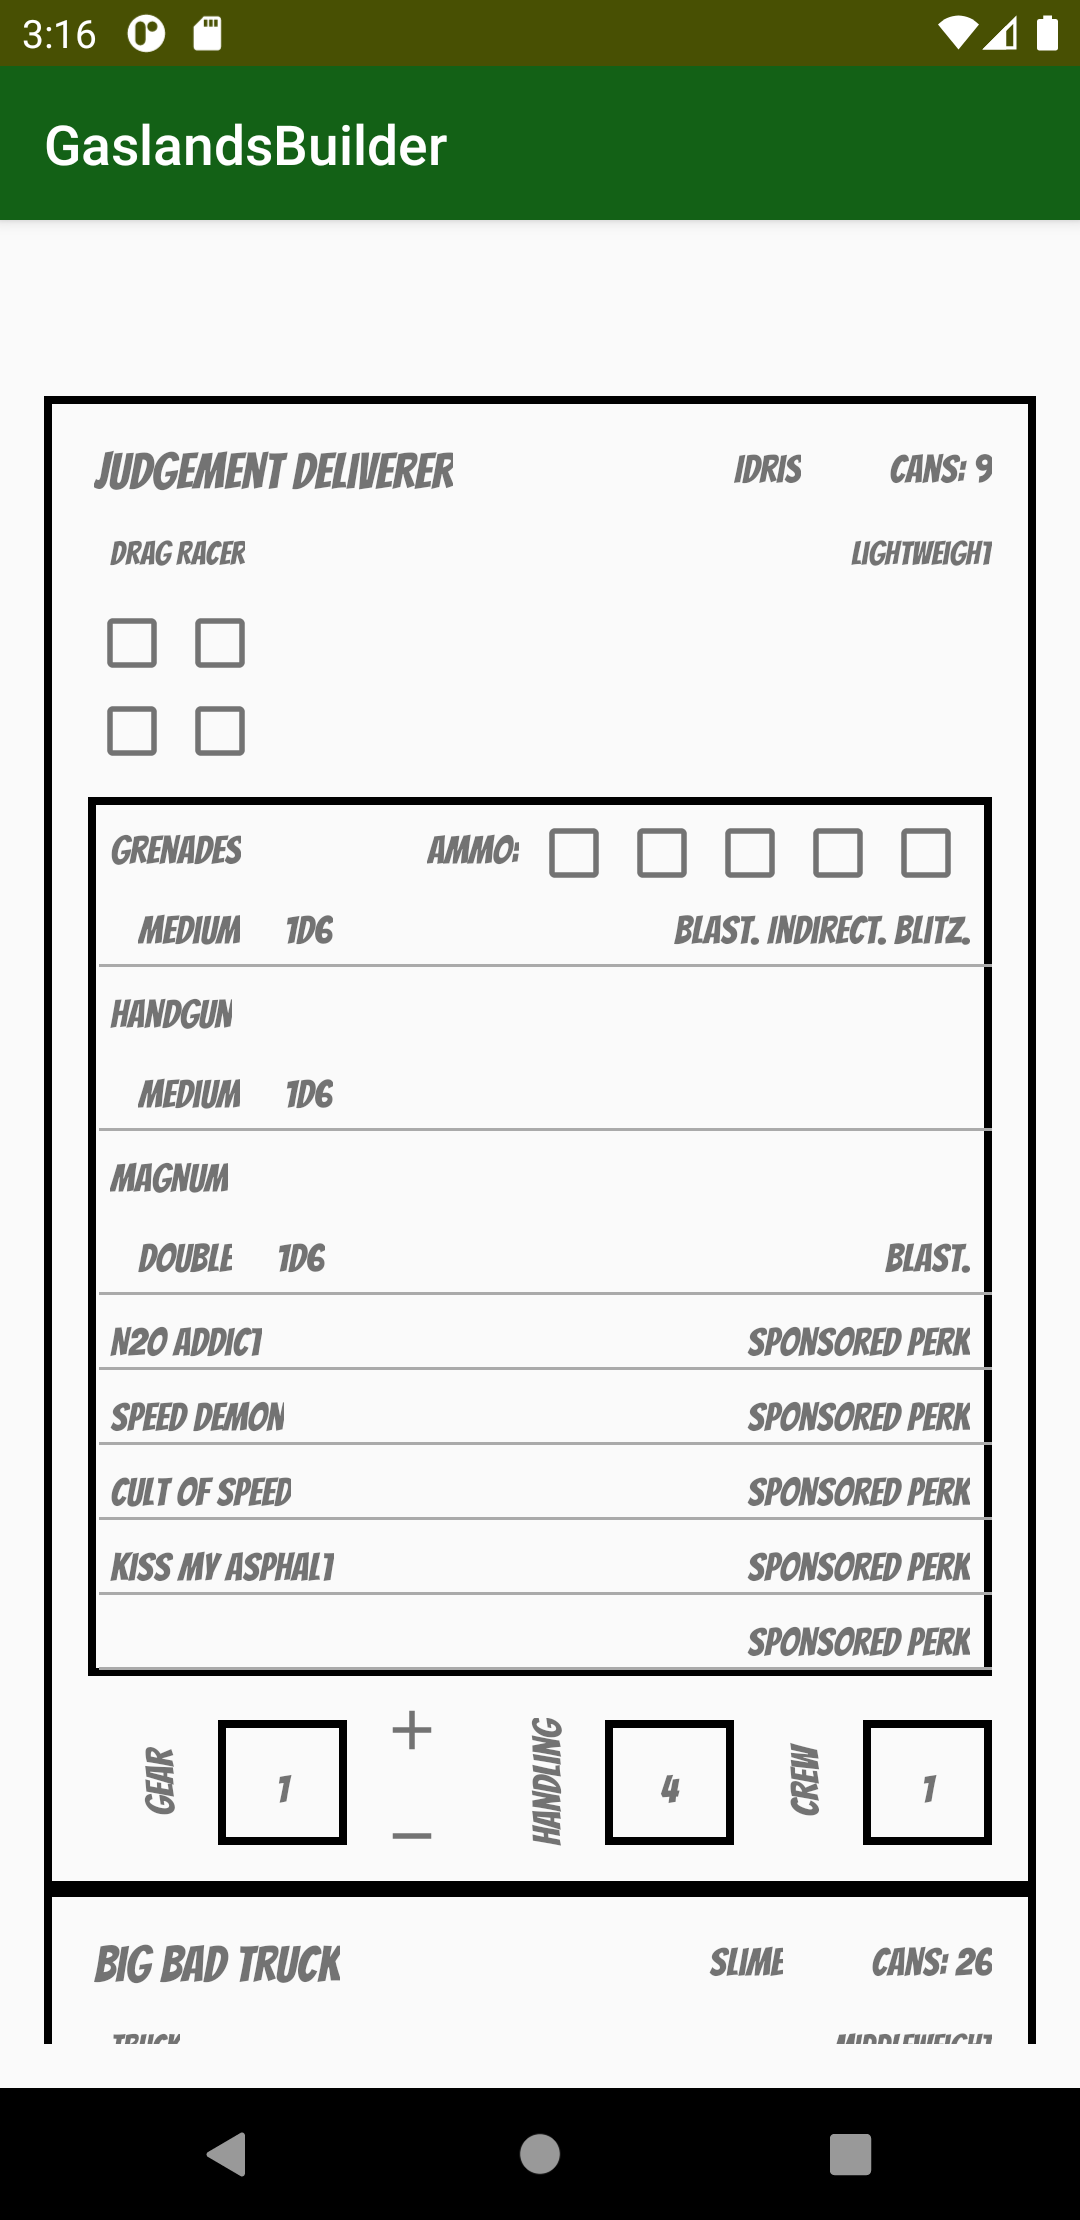 3:16
GaslandsBuilder
JUDGEMENT DELIVERER IDRIS CANS: 9
DRAG RACER LIGHTWEIGHT
GRENADES AMMO:
MEDIUM 1D6 BLAST. INDIRECT. BLITZ.
HANDGUN
MEDIUM 1D6
MAGNUM
DOUBLE 1D6 BLAST.
N2O ADDICT SPONSORED PERK
SPEED DEMON SPONSORED PERK
CULT OF SPEED SPONSORED PERK
KISS MY ASPHALT SPONSORED PERK
SPONSORED PERK
GEAR 1 + − HANDLING 4 CREW 1
BIG BAD TRUCK SLIME CANS: 26
TRUCK MIDDLEWEIGHT